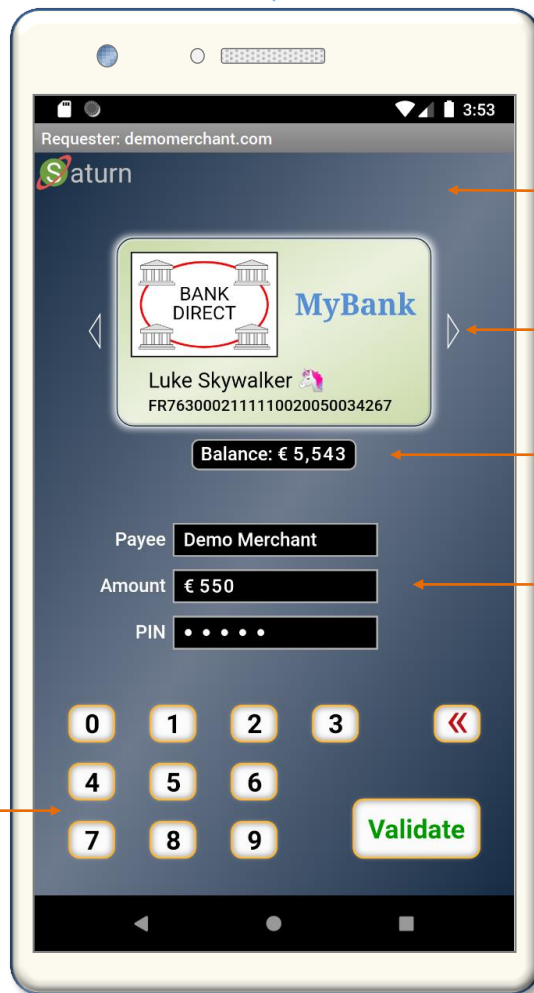 3:53
Requester: demomerchant.com
Saturn
BANK
DIRECT
MyBank
Luke Skywalker 🦄
FR7630002111110020050034267
Balance: € 5,543
Payee Demo Merchant
Amount € 550
PIN • • • • •
0 1 2 3 «
4 5 6
7 8 9 Validate